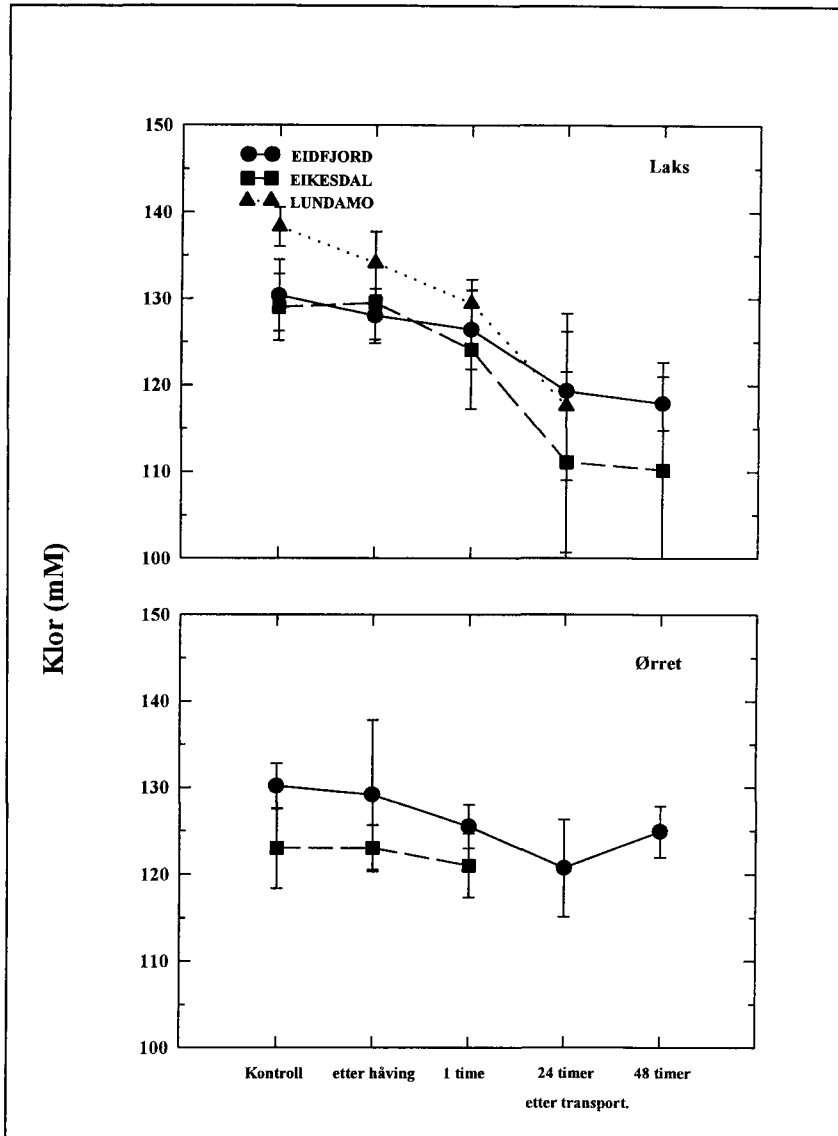 150
140
130
120
110
100
EIDFJORD
EIKESDAL
LUNDAMO
Laks
Klor (mM)
150
140
130
120
110
100
Ørret
Kontroll etter håving 1 time 24 timer 48 timer
etter transport.